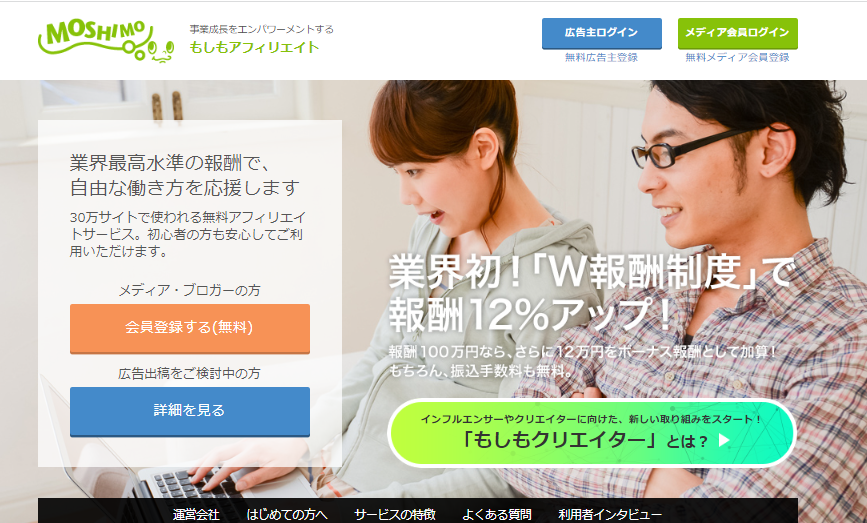 MOSHIMO
事業成長をエンパワーメントする
もしもアフィリエイト
広告主ログイン
無料広告主登録
メディア会員ログイン
無料メディア会員登録
業界最高水準の報酬で、
自由な働き方を応援します
30万サイトで使われる無料アフィリエイ
トサービス。初心者の方も安心してご利
用いただけます。
メディア・ブロガーの方
会員登録する(無料)
広告出稿をご検討中の方
詳細を見る
業界初！「W報酬制度」で
報酬12%アップ！
報酬100万円なら、さらに12万円をボーナス報酬として加算！
もちろん、振込手数料も無料。
インフルエンサーやクリエイターに向けた、新しい取り組みをスタート！
「もしもクリエイター」とは？
運営会社 はじめての方へ サービスの特徴 よくある質問 利用者インタビュー